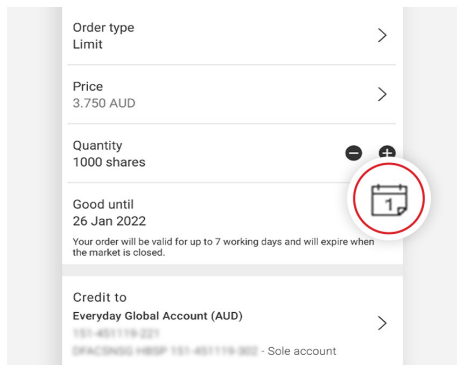 Order type
Limit
Price
3.750 AUD
Quantity
1000 shares
Good until
26 Jan 2022
1
Your order will be valid for up to 7 working days and will expire when
the market is closed.
Credit to
Everyday Global Account (AUD)
- Sole account